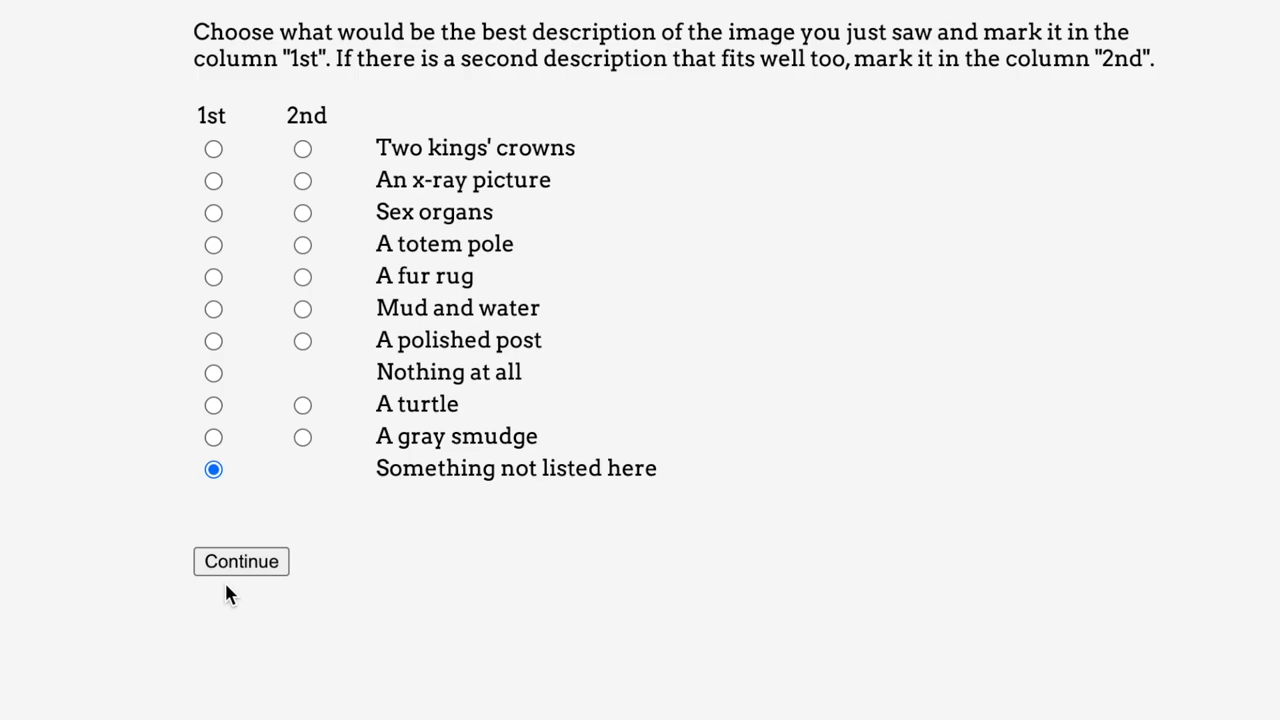 Choose what would be the best description of the image you just saw and mark it in the
column "1st". If there is a second description that fits well too, mark it in the column "2nd".
1st 2nd
Two kings' crowns
An x-ray picture
Sex organs
A totem pole
A fur rug
Mud and water
A polished post
Nothing at all
A turtle
A gray smudge
Something not listed here
Continue